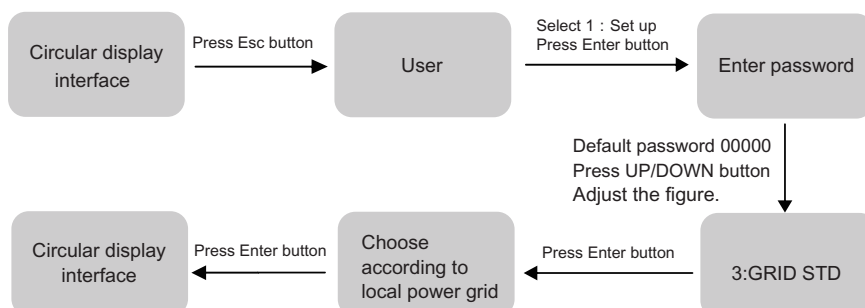 Circular display
interface
Press Esc button
User
Select 1 : Set up
Press Enter button
Enter password
Default password 00000
Press UP/DOWN button
Adjust the figure.
3:GRID STD
Press Enter button
Choose
according to
local power grid
Press Enter button
Circular display
interface